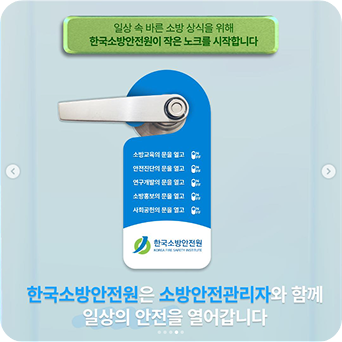 일상 속 바른 소방 상식을 위해
한국소방안전원이 작은 노크를 시작합니다
소방교육의 문을 열고
안전진단의 문을 열고
연구개발의 문을 열고
소방홍보의 문을 열고
사회공헌의 문을 열고
한국소방안전원
KOREA FIRE SAFETY INSTITUTE
한국소방안전원은 소방안전관리자와 함께
일상의 안전을 열어갑니다